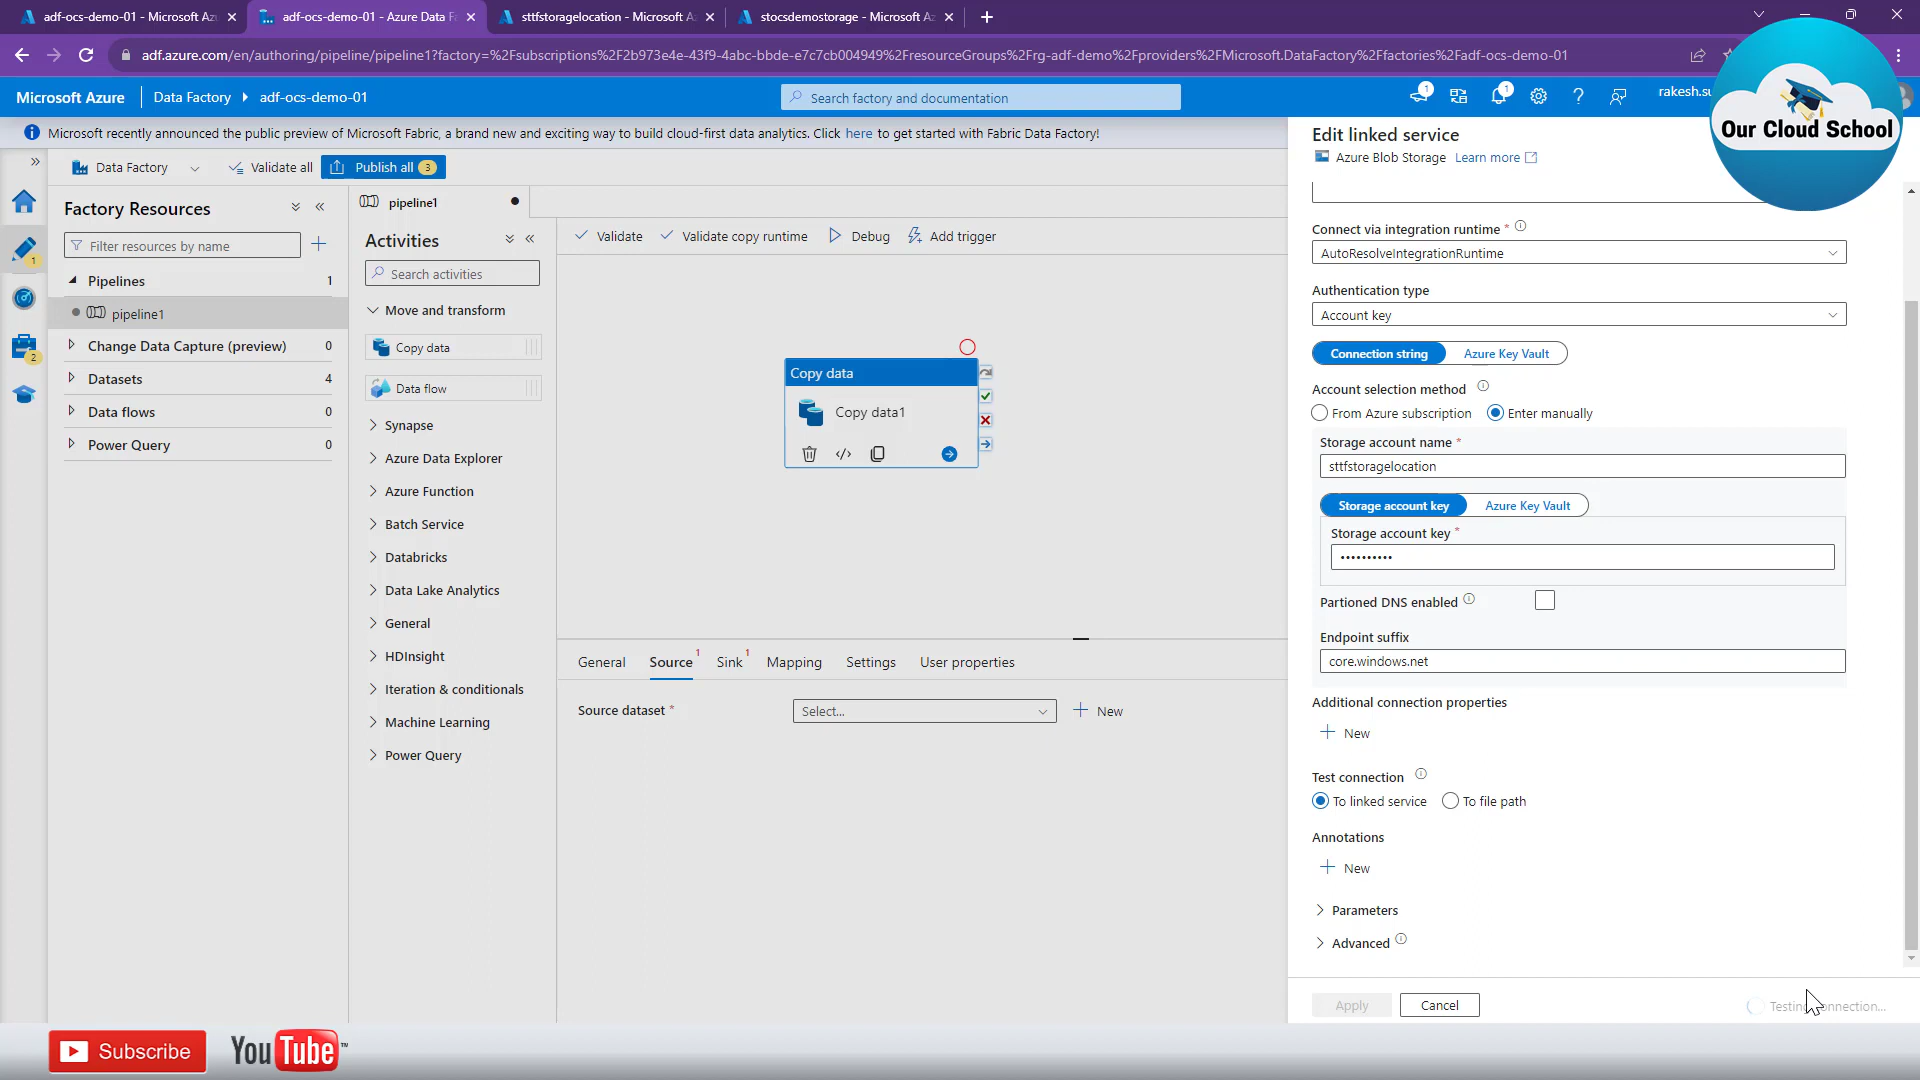 adf-ocs-demo-01 - Microsoft Az
adf-ocs-demo-01 - Azure Data F
sttfstoragelocation - Microsoft A
stocsdemostorage - Microsoft A
adf.azure.com/en/authoring/pipeline/pipeline1?factory=%2Fsubscriptions%2F2b973e4e-43f9-4abc-bbde-e7c7cb004949%2FresourceGroups%2Frg-adf-demo%2Fproviders%2FMicrosoft.DataFactory%2Ffactories%2Fadf-ocs-demo-01
Microsoft Azure
Data Factory
adf-ocs-demo-01
Search factory and documentation
1
1
rakesh.su
Our Cloud School
Microsoft recently announced the public preview of Microsoft Fabric, a brand new and exciting way to build cloud-first data analytics. Click here to get started with Fabric Data Factory!
Data Factory
Validate all
Publish all 3
1
2
Factory Resources
Filter resources by name
Pipelines 1
pipeline1
Change Data Capture (preview) 0
Datasets 4
Data flows 0
Power Query 0
pipeline1
Activities
Search activities
Move and transform
Copy data
Data flow
Synapse
Azure Data Explorer
Azure Function
Batch Service
Databricks
Data Lake Analytics
General
HDInsight
Iteration & conditionals
Machine Learning
Power Query
Validate
Validate copy runtime
Debug
Add trigger
Copy data
Copy data1
General
Source 1
Sink 1
Mapping
Settings
User properties
Source dataset *
Select...
New
Edit linked service
Azure Blob Storage Learn more
Connect via integration runtime *
AutoResolveIntegrationRuntime
Authentication type
Account key
Connection string
Azure Key Vault
Account selection method
From Azure subscription
Enter manually
Storage account name *
sttfstoragelocation
Storage account key
Azure Key Vault
Storage account key *
••••••••••
Partioned DNS enabled
Endpoint suffix
core.windows.net
Additional connection properties
New
Test connection
To linked service
To file path
Annotations
New
Parameters
Advanced
Apply
Cancel
Subscribe
YouTube